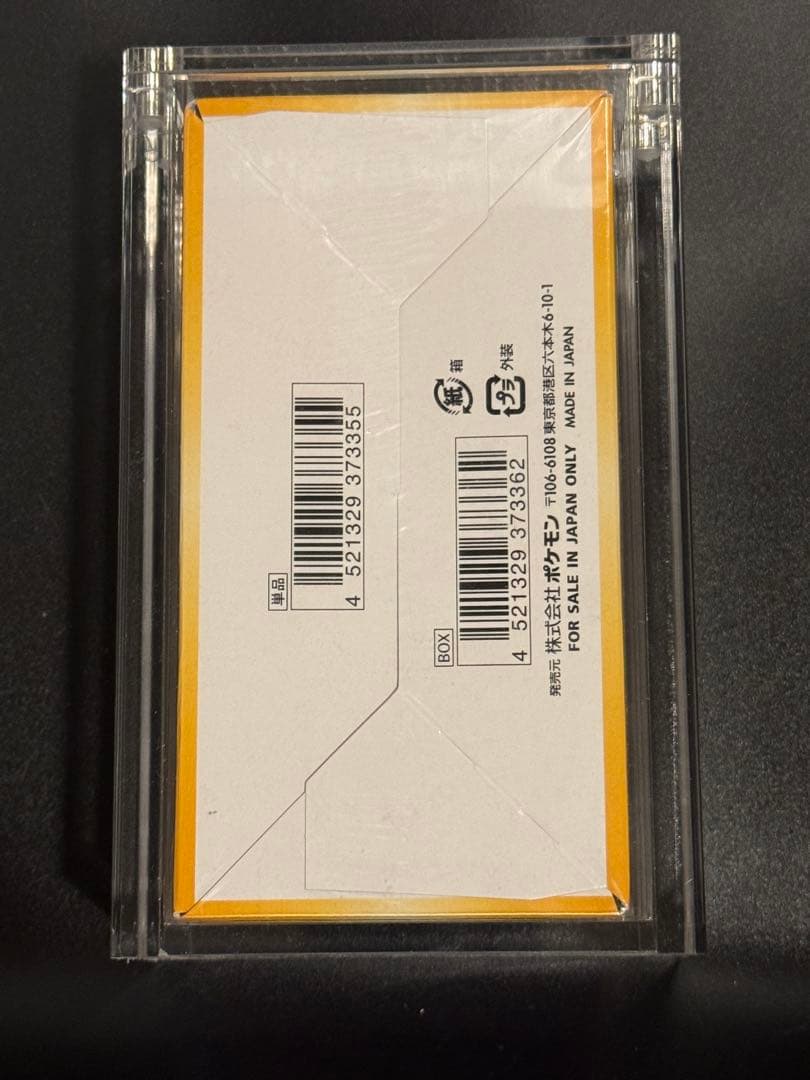 単品
4 521329 373355
BOX
4 521329 373362
紙 箱
プラ 外装
発売元 株式会社ポケモン 〒106-6108 東京都港区六本木6-10-1
FOR SALE IN JAPAN ONLY MADE IN JAPAN